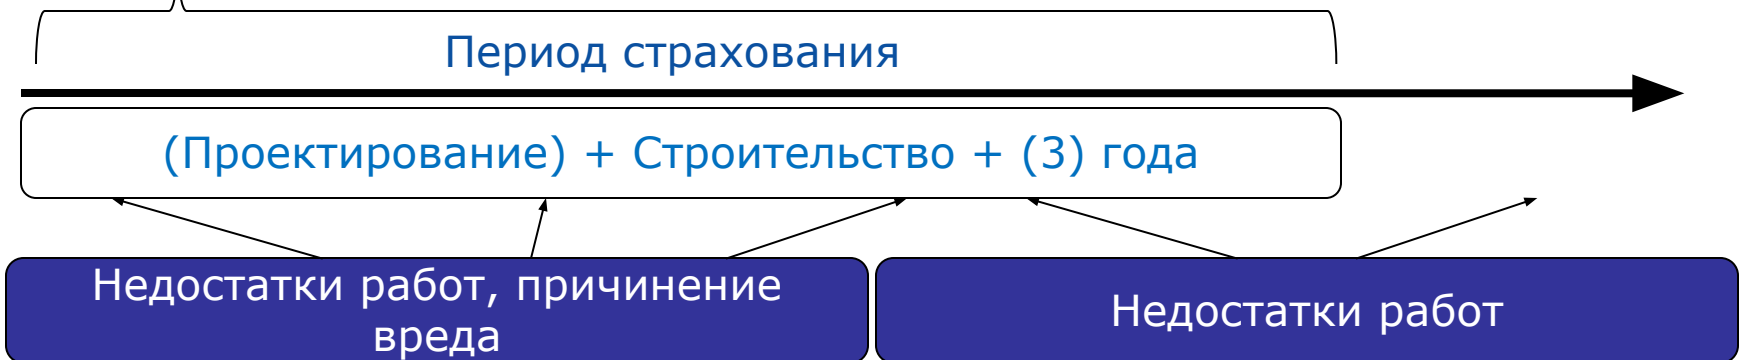 Период страхования
(Проектирование) + Строительство + (3) года
Недостатки работ, причинение
вреда
Недостатки работ